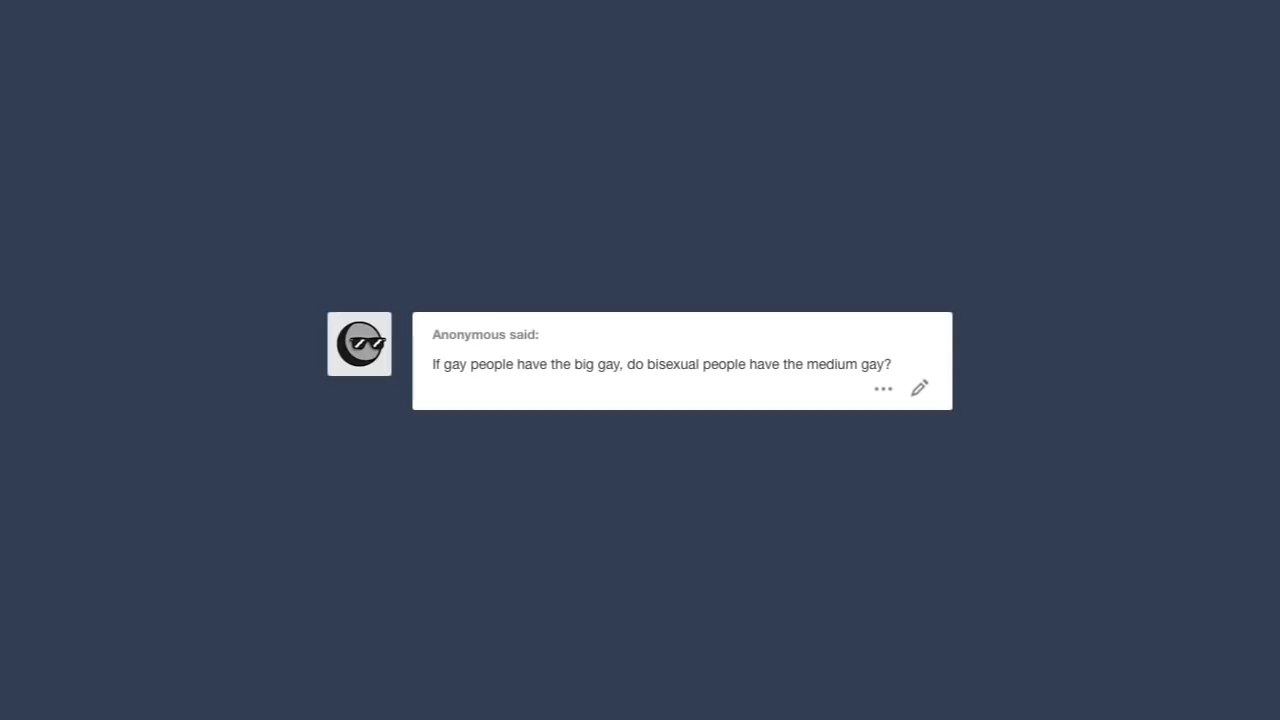 Anonymous said:
If gay people have the big gay, do bisexual people have the medium gay?